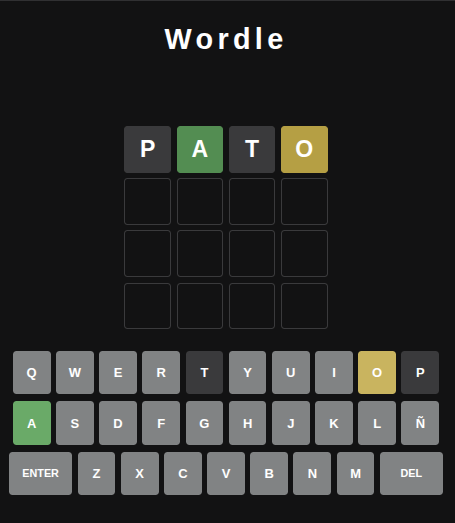 Wordle
P A T O
Q W E R T Y U I O P
A S D F G H J K L Ñ
ENTER Z X C V B N M DEL